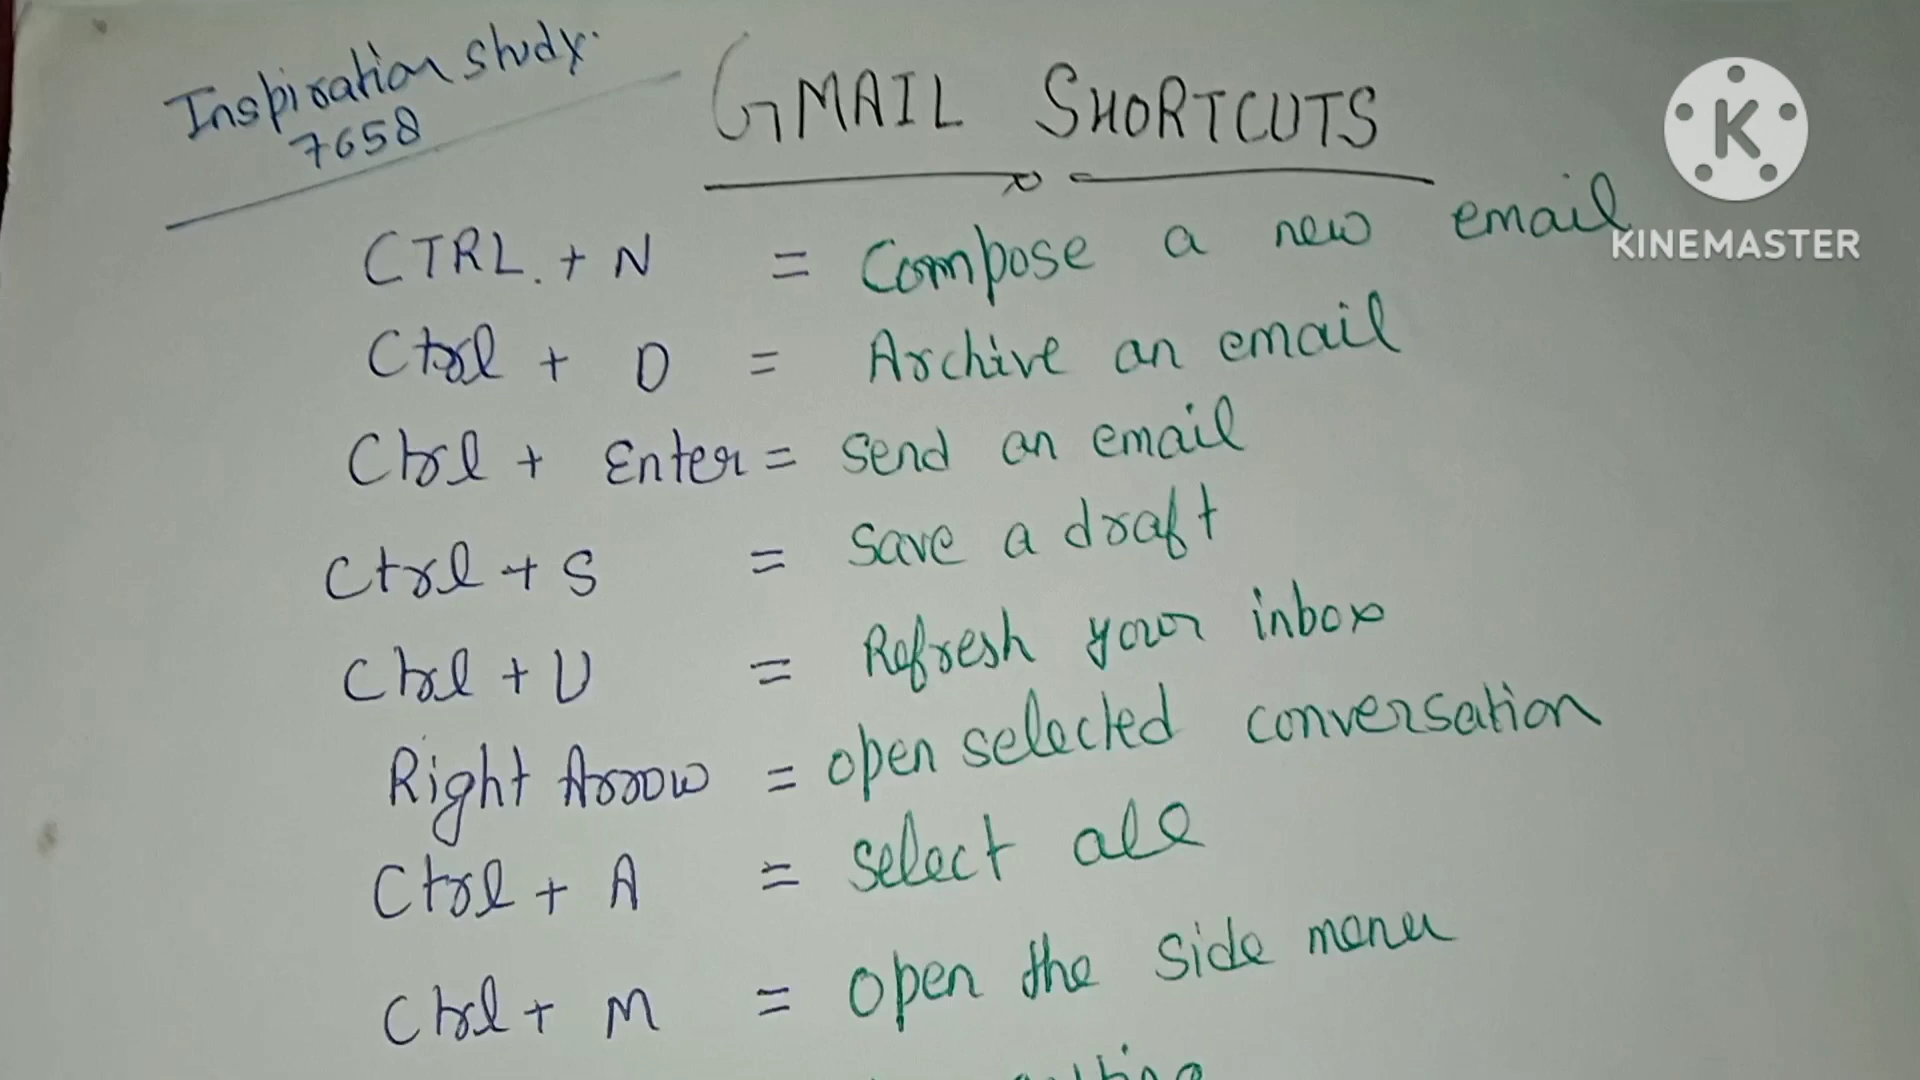 Inspiration study.
7658
GMAIL SHORTCUTS
K
KINEMASTER
CTRL. + N = Compose a new email
Ctrl + D = Archive an email
Ctrl + Enter = Send an email
Ctrl + S = Save a draft
Ctrl + U = Refresh your inbox
Right Arrow = open selected conversation
Ctrl + A = Select all
Ctrl + M = open the side menu